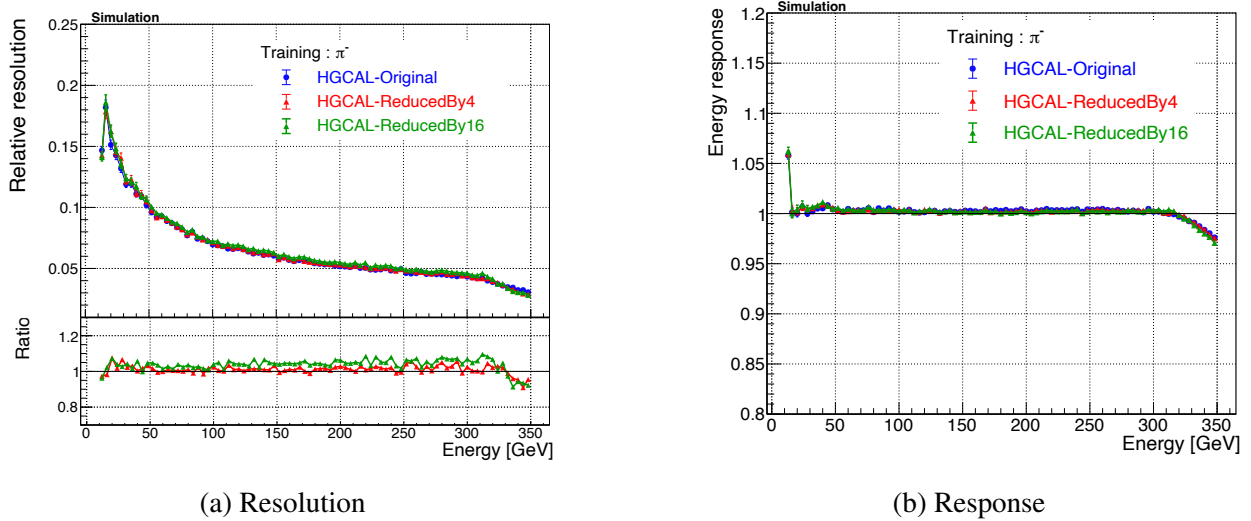 Simulation
Relative resolution
0.25
0.2
0.15
0.1
0.05
Training : π⁻
HGCAL-Original
HGCAL-ReducedBy4
HGCAL-ReducedBy16
Ratio
1.2
1
0.8
0 50 100 150 200 250 300 350
Energy [GeV]
(a) Resolution
Simulation
Energy response
1.2
1.15
1.1
1.05
1
0.95
0.9
0.85
0.8
Training : π⁻
HGCAL-Original
HGCAL-ReducedBy4
HGCAL-ReducedBy16
0 50 100 150 200 250 300 350
Energy [GeV]
(b) Response